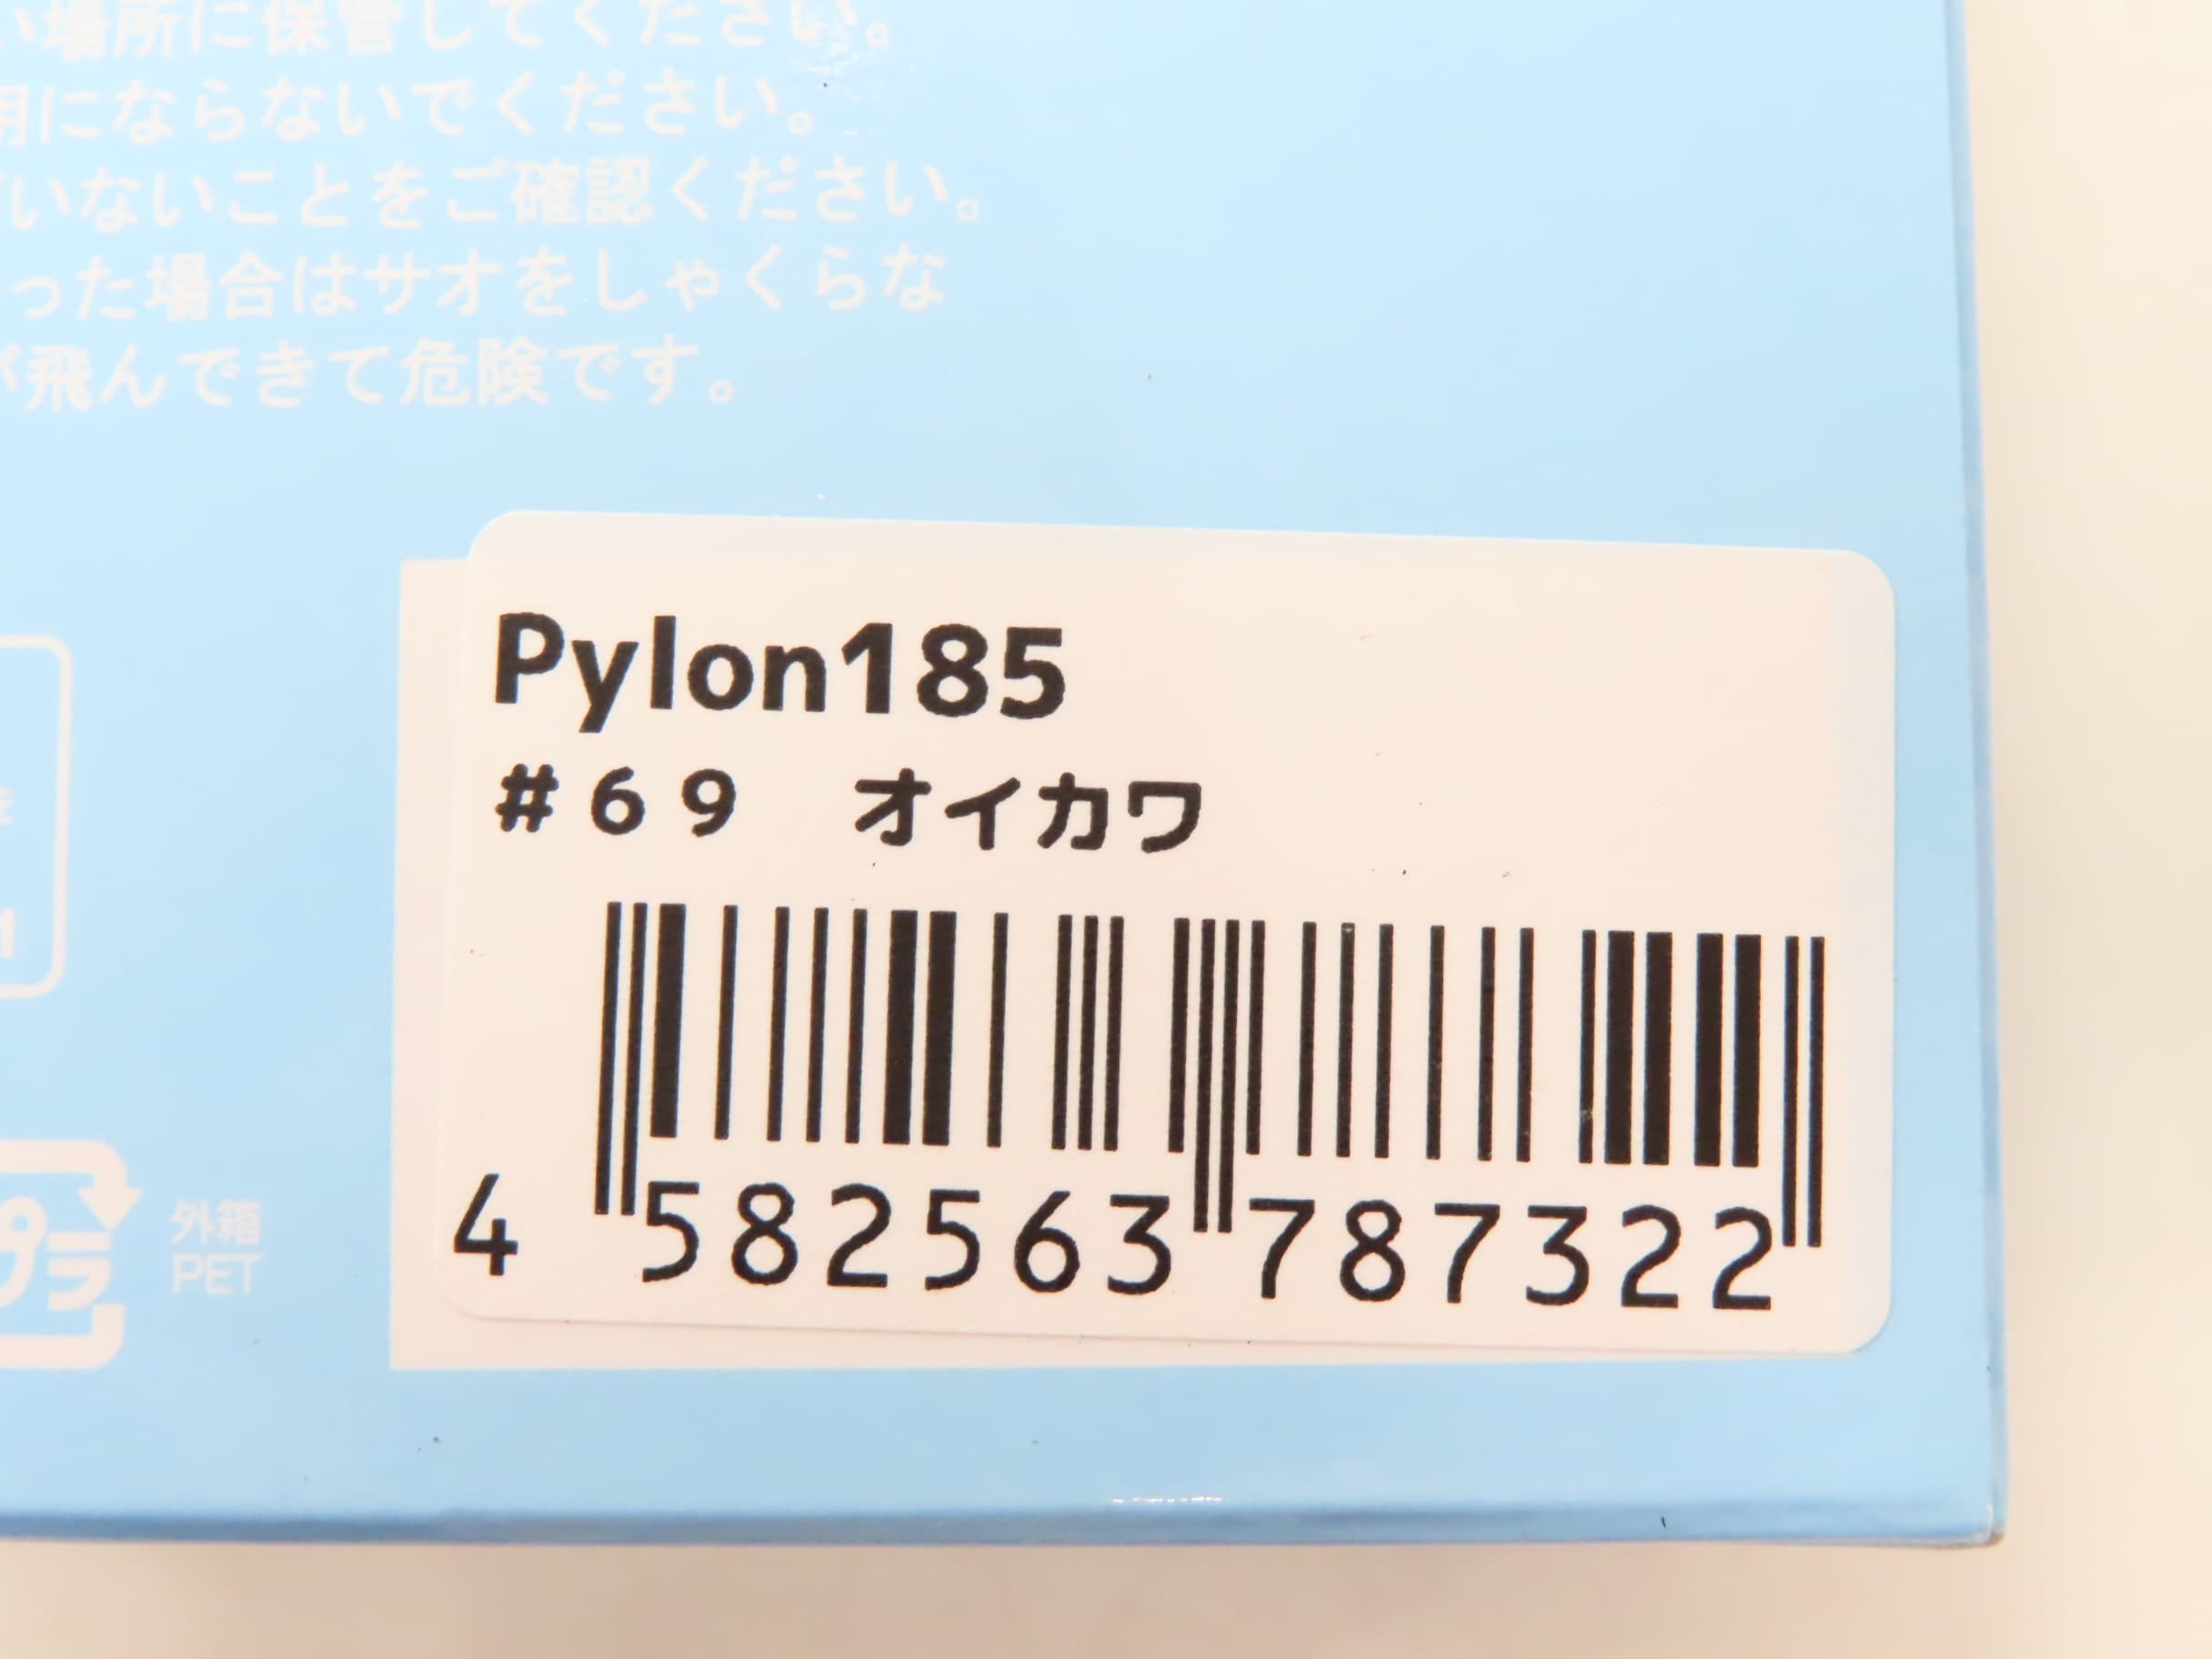 い場所に保管してください。
用にならないでください。
いないことをご確認ください。
った場合はサオをしゃくらな
が飛んできて危険です。
Pylon185
#69 オイカワ
4 582563 787322
プラ
外箱
PET